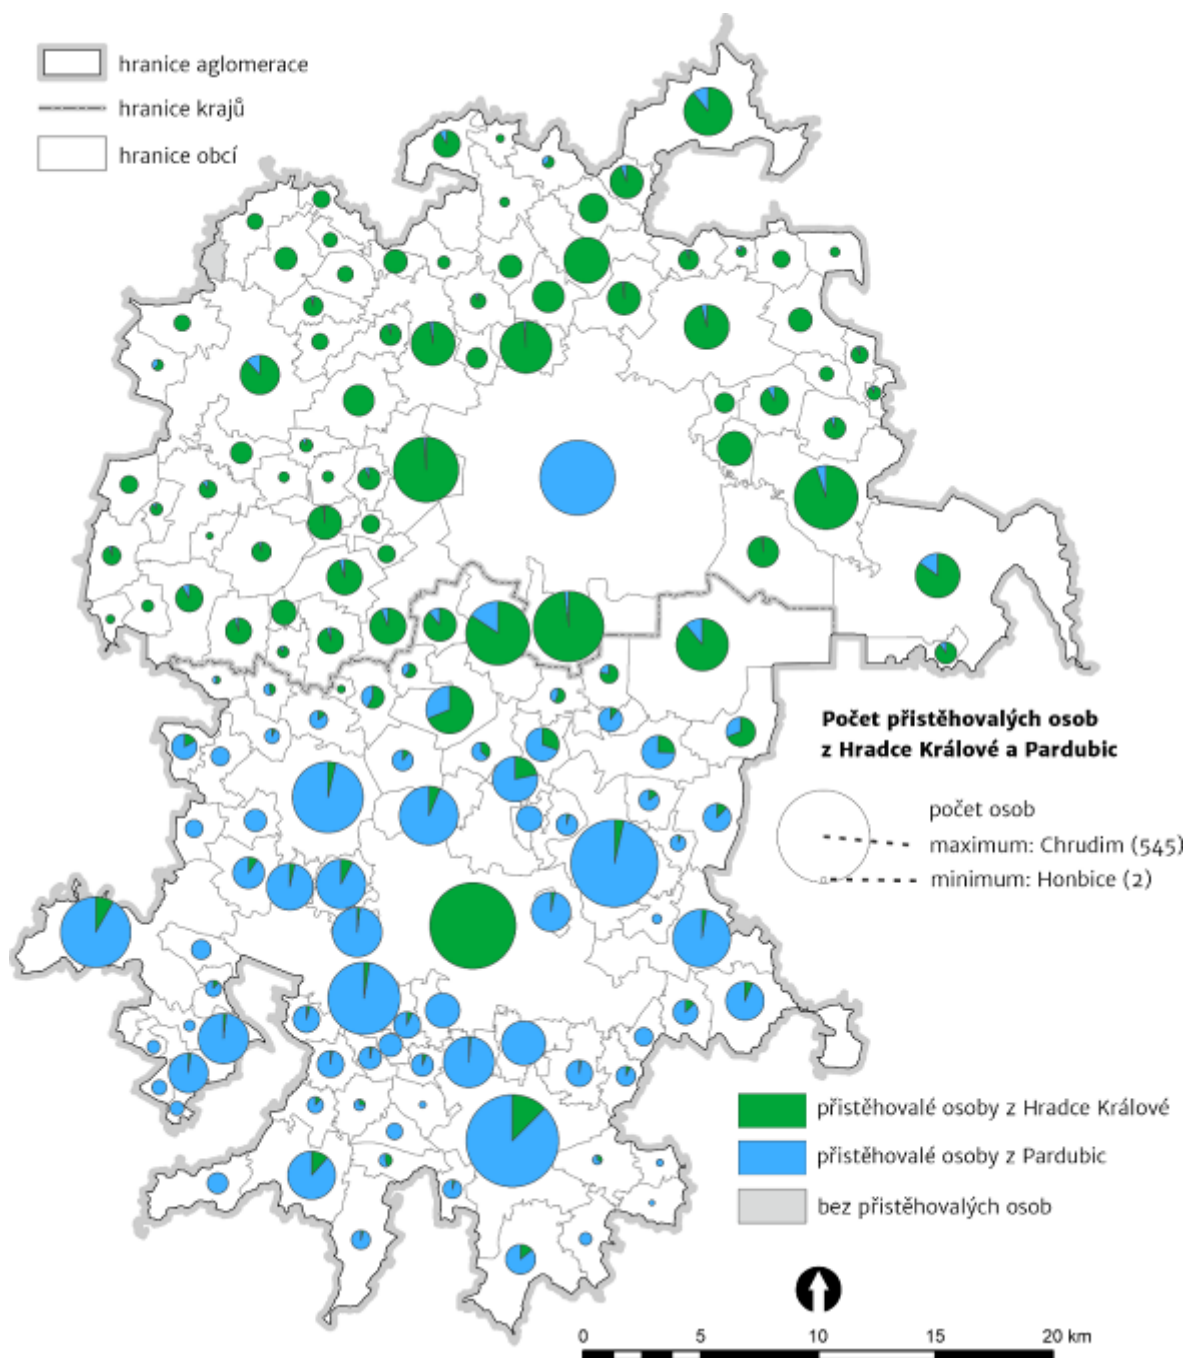 hranice aglomerace
hranice krajů
hranice obcí
Počet přistěhovalých osob
z Hradce Králové a Pardubic
počet osob
maximum: Chrudim (545)
minimum: Honbice (2)
přistěhovalé osoby z Hradce Králové
přistěhovalé osoby z Pardubic
bez přistěhovalých osob
0 5 10 15 20 km